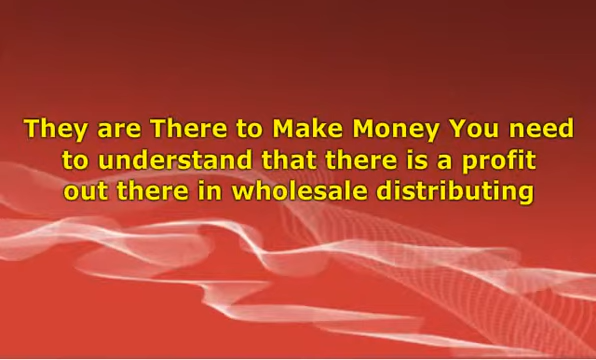 They are There to Make Money You need
to understand that there is a profit
out there in wholesale distributing